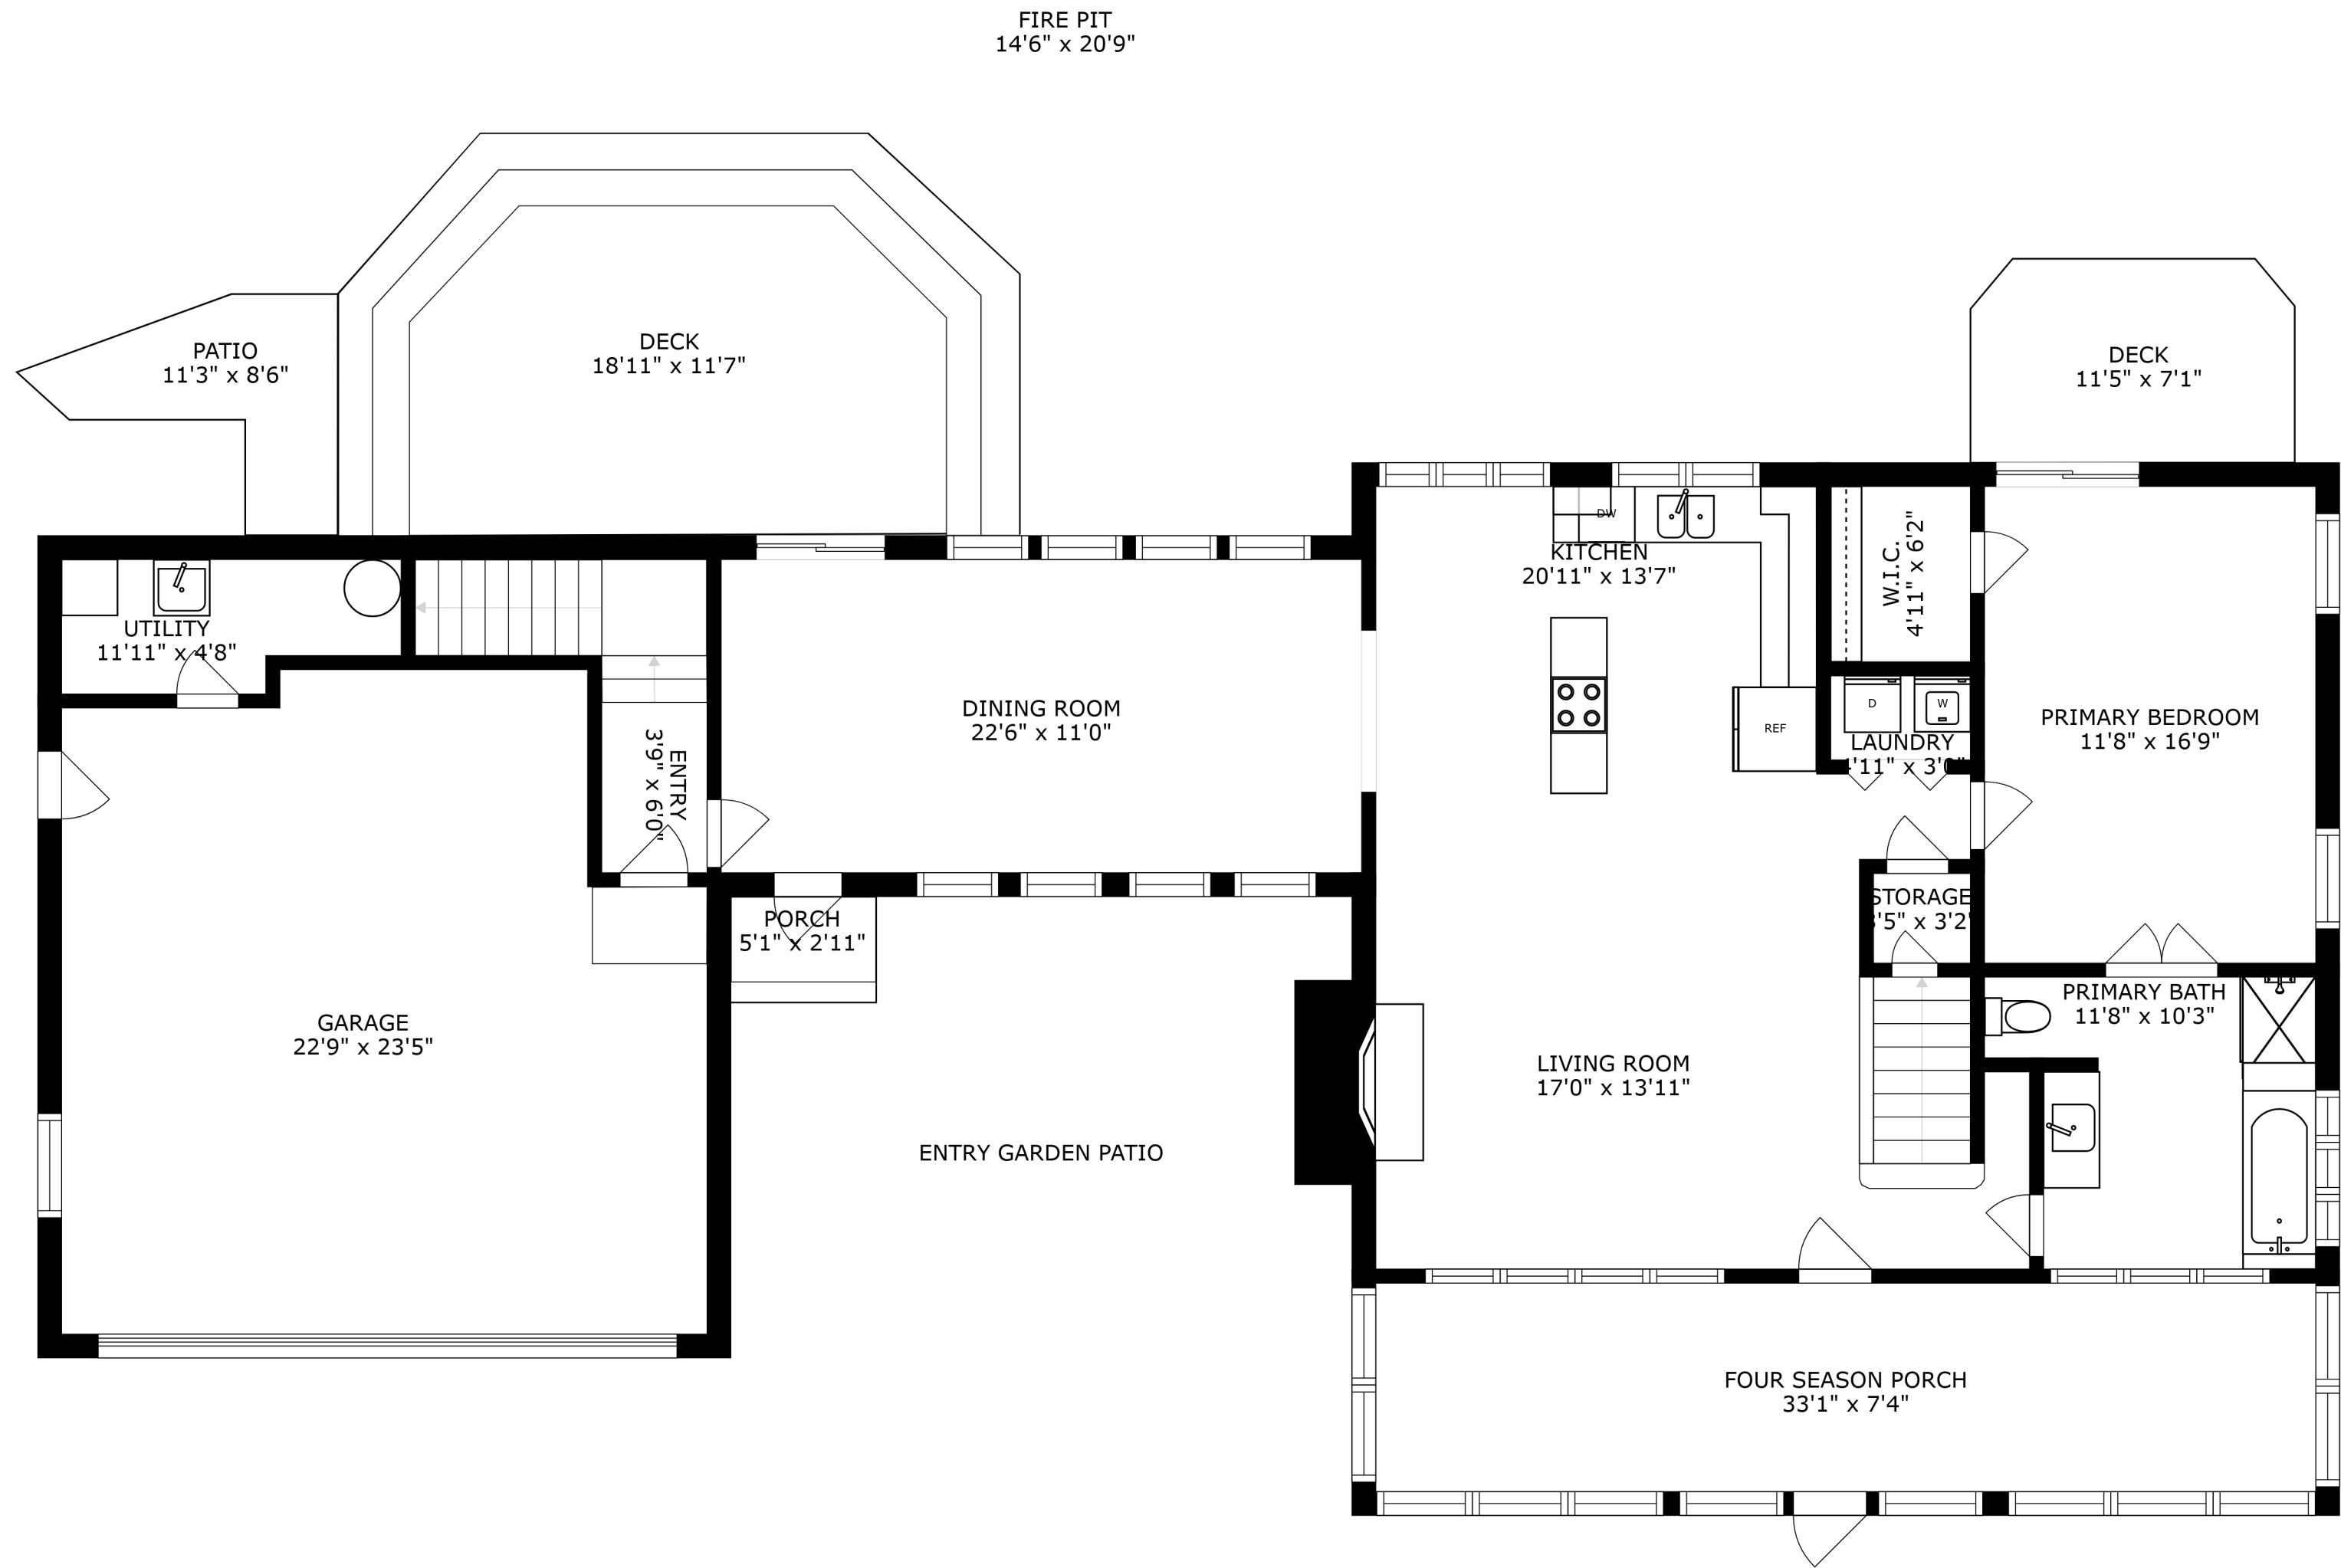 FIRE PIT
14'6" x 20'9"
PATIO
11'3" x 8'6"
DECK
18'11" x 11'7"
DECK
11'5" x 7'1"
UTILITY
11'11" x 4'8"
ENTRY
3'9" x 6'0"
DINING ROOM
22'6" x 11'0"
DW
KITCHEN
20'11" x 13'7"
REF
W.I.C.
4'11" x 6'2"
D
W
LAUNDRY
PRIMARY BEDROOM
11'8" x 16'9"
STORAGE
PORCH
5'1" x 2'11"
GARAGE
22'9" x 23'5"
ENTRY GARDEN PATIO
LIVING ROOM
17'0" x 13'11"
PRIMARY BATH
11'8" x 10'3"
FOUR SEASON PORCH
33'1" x 7'4"